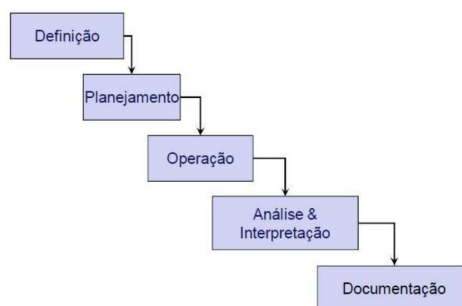 Definição
Planejamento
Operação
Análise &
Interpretação
Documentação